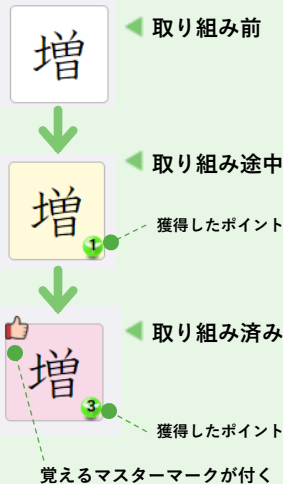 増
取り組み前
増
1
取り組み途中
獲得したポイント
増
3
取り組み済み
獲得したポイント
覚えるマスターマークが付く